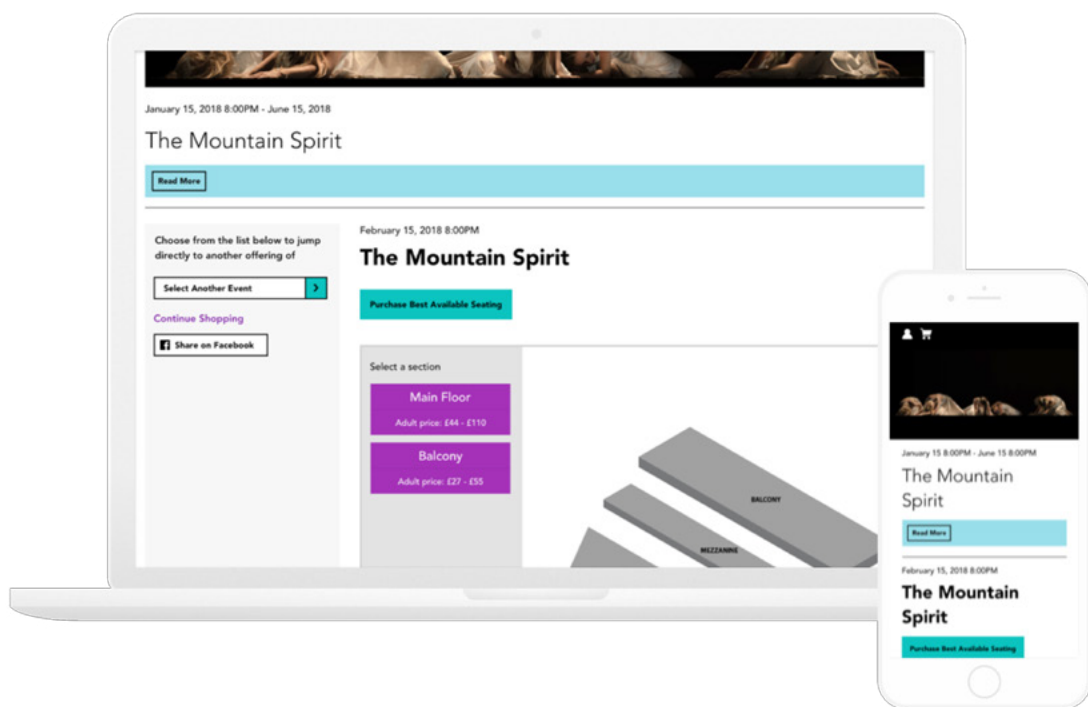 January 15, 2018 8:00PM - June 15, 2018
The Mountain Spirit
Read More
Choose from the list below to jump
directly to another offering of
Select Another Event
Continue Shopping
Share on Facebook
February 15, 2018 8:00PM
The Mountain Spirit
Purchase Best Available Seating
Select a section
Main Floor
Adult price: £44 - £110
Balcony
Adult price: £27 - £55
BALCONY
MEZZANINE
January 15 8:00PM - June 15 8:00PM
The Mountain
Spirit
Read More
February 15, 2018 8:00PM
The Mountain
Spirit
Purchase Best Available Seating